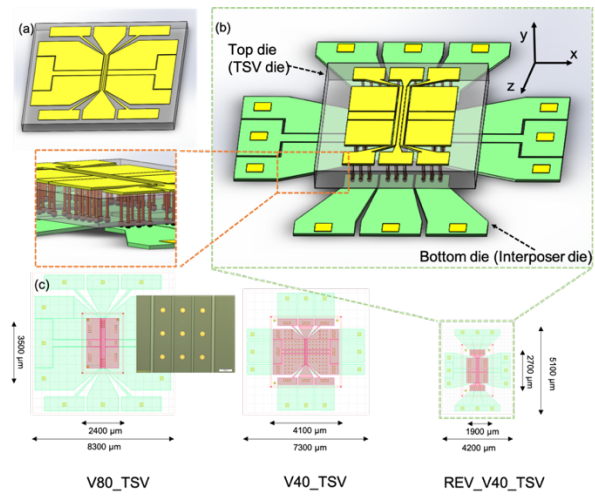 (a)
(b)
Top die
(TSV die)
y
x
z
Bottom die (Interposer die)
(c)
3500 µm
2400 µm
8300 µm
4100 µm
7300 µm
2700 µm
5100 µm
1900 µm
4200 µm
V80_TSV
V40_TSV
REV_V40_TSV